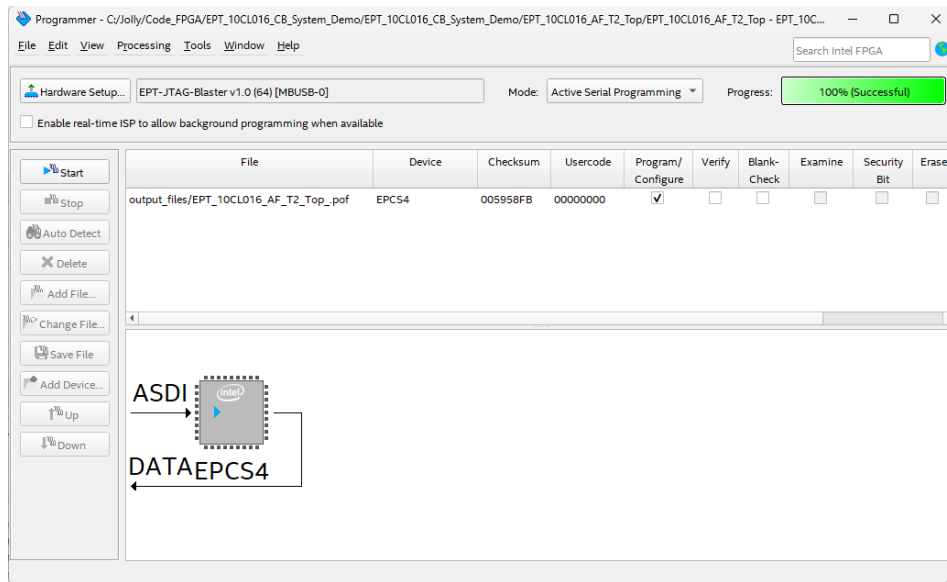 Programmer - C:/Jolly/Code_FPGA/EPT_10CL016_CB_System_Demo/EPT_10CL016_CB_System_Demo/EPT_10CL016_AF_T2_Top/EPT_10CL016_AF_T2_Top - EPT_10C...
File Edit View Processing Tools Window Help
Search Intel FPGA
Hardware Setup... EPT-JTAG-Blaster v1.0 (64) [MBUSB-0] Mode: Active Serial Programming Progress: 100% (Successful)
Enable real-time ISP to allow background programming when available
Start
Stop
Auto Detect
Delete
Add File...
Change File...
Save File
Add Device...
Up
Down
File Device Checksum Usercode Program/ Verify Blank- Examine Security Erase
Configure Check Bit
output_files/EPT_10CL016_AF_T2_Top_.pof EPCS4 005958FB 00000000
ASDI
intel
DATA EPCS4